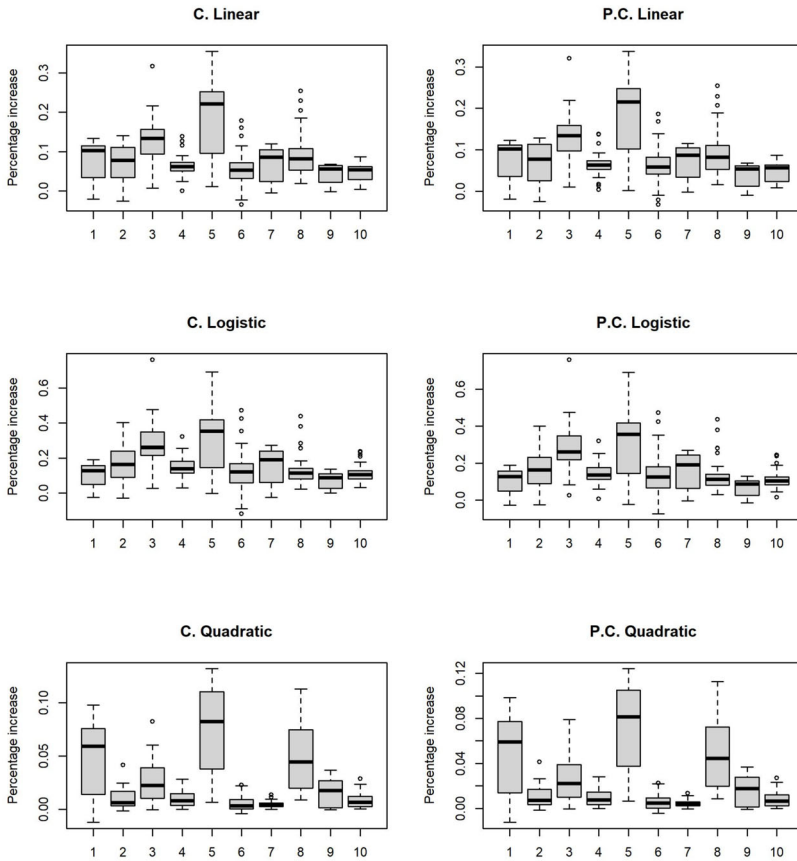 C. Linear
P.C. Linear
Percentage increase
0.0 0.1 0.2 0.3
1 2 3 4 5 6 7 8 9 10
Percentage increase
0.0 0.1 0.2 0.3
1 2 3 4 5 6 7 8 9 10
C. Logistic
P.C. Logistic
Percentage increase
0.0 0.2 0.4 0.6
1 2 3 4 5 6 7 8 9 10
Percentage increase
0.0 0.2 0.4 0.6
1 2 3 4 5 6 7 8 9 10
C. Quadratic
P.C. Quadratic
Percentage increase
0.00 0.05 0.10
1 2 3 4 5 6 7 8 9 10
Percentage increase
0.00 0.04 0.08 0.12
1 2 3 4 5 6 7 8 9 10